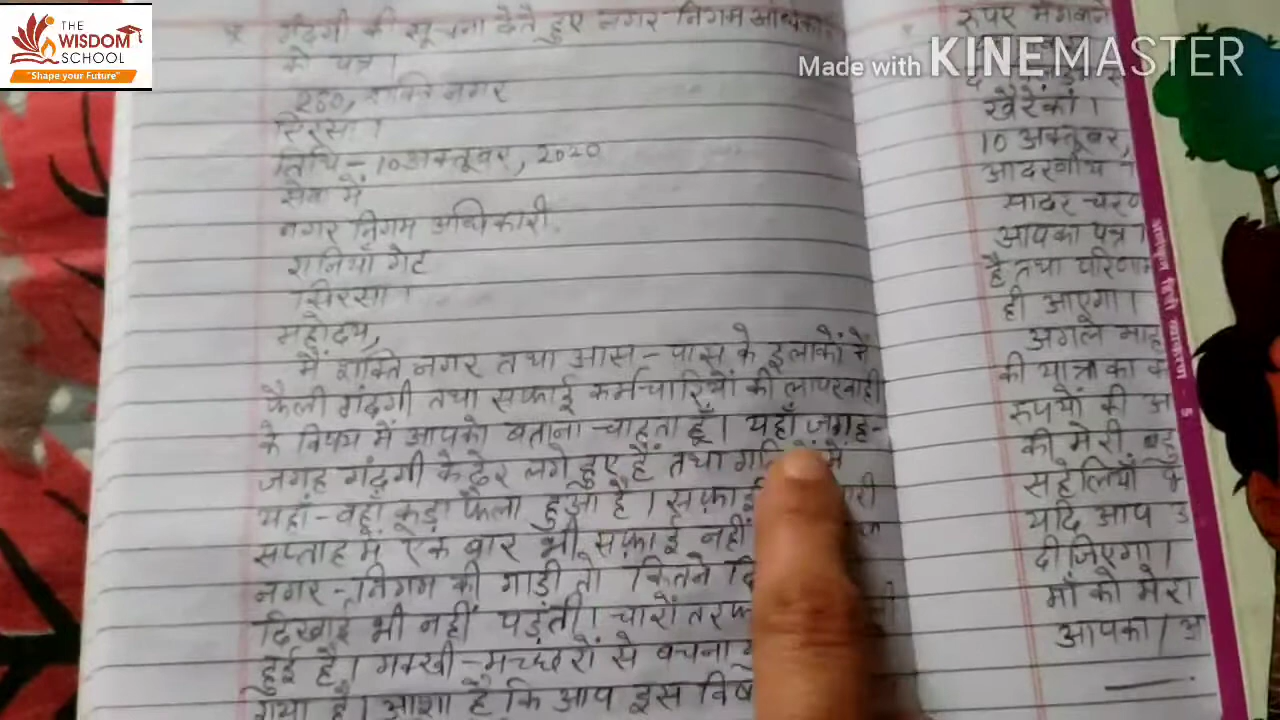 THE
WISDOM
SCHOOL
"Shape your Future"
Made with KINEMASTER
* गंदगी की सूचना देते हुए नगर-निगम अधिकारी
को पत्र।
280, शक्ति नगर
सिरसा।
तिथि - 10 अक्तूबर, 2020
सेवा में
नगर निगम अधिकारी.
रानियाँ गेट
सिरसा।
महोदय,
मैं शक्ति नगर तथा आस-पास के इलाकों में
फैली गंदगी तथा सफाई कर्मचारियों की लापरवाही
के विषय में आपको बताना चाहता हूँ। यहाँ जगह-
जगह गंदगी के ढेर लगे हुए हैं तथा में
यहां-वहाँ कूड़ा फैला हुआ है। सफ़ाई
सप्ताह में एक बार भी सफ़ाई नहीं
नगर-निगम की गाड़ी तो कितने
दिखाई भी नहीं पड़ती। चारों तरफ
हुई है। मक्खी-मच्छरों से बचना
गया है। आशा है कि आप इस
रुपए मंगवाने
खैरेकां।
10 अक्तूबर,
आदरणीय
सादर चरण
आपका पत्र।
है तथा परिणाम
ही आएगा।
अगले माह
की यात्रा का
रुपयों की
की मेरी
सहेलियाँ
यदि आप
दीजिएगा।
माँ को मेरा
आपका / अ
5